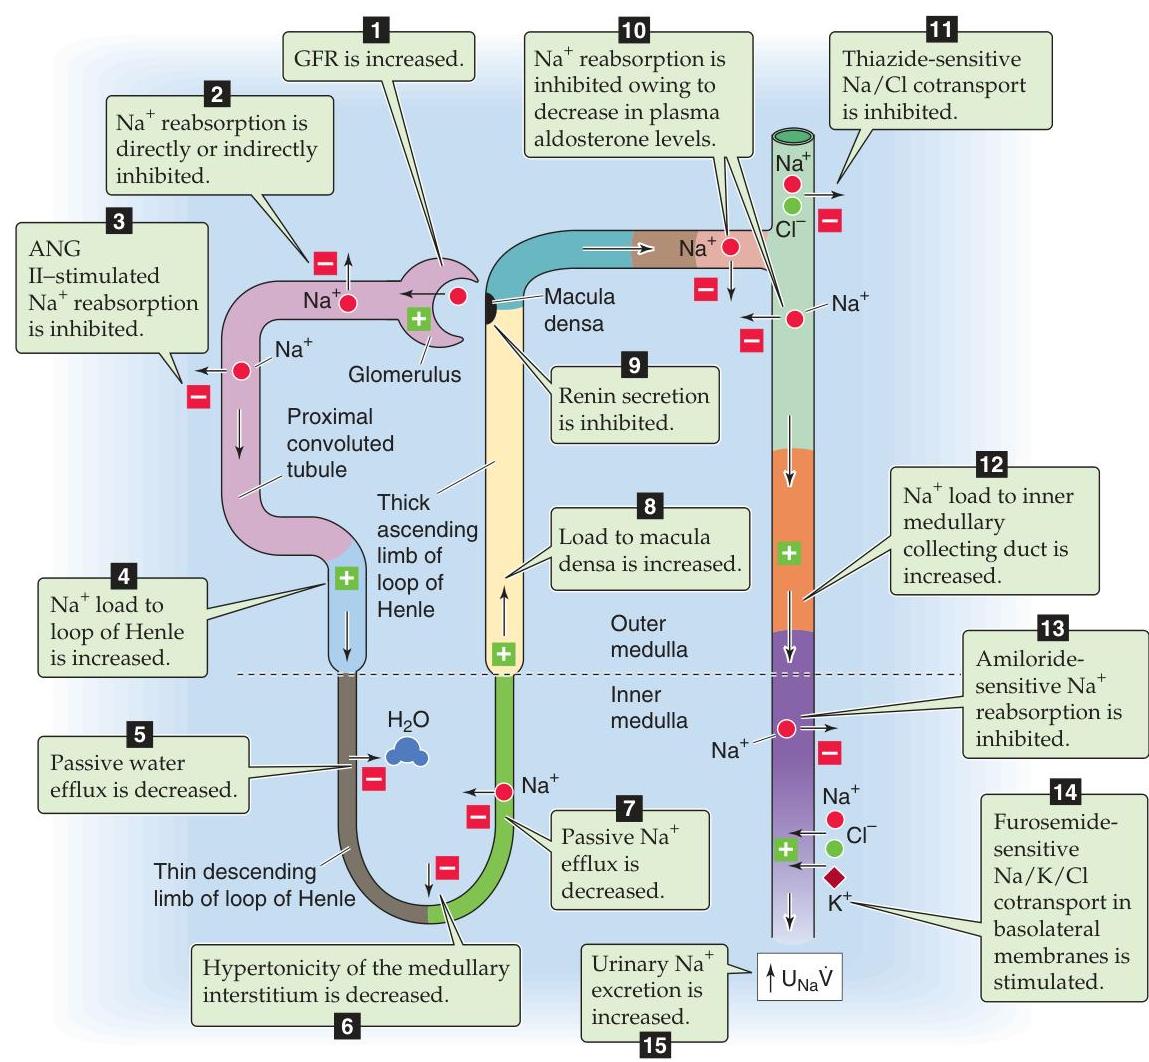 1
GFR is increased.
2
Na+ reabsorption is
directly or indirectly
inhibited.
3
ANG
II–stimulated
Na+ reabsorption
is inhibited.
4
Na+ load to
loop of Henle
is increased.
5
Passive water
efflux is decreased.
Hypertonicity of the medullary
interstitium is decreased.
6
7
Passive Na+
efflux is
decreased.
8
Load to macula
densa is increased.
9
Renin secretion
is inhibited.
10
Na+ reabsorption is
inhibited owing to
decrease in plasma
aldosterone levels.
11
Thiazide-sensitive
Na/Cl cotransport
is inhibited.
12
Na+ load to inner
medullary
collecting duct is
increased.
13
Amiloride-
sensitive Na+
reabsorption is
inhibited.
14
Furosemide-
sensitive
Na/K/Cl
cotransport in
basolateral
membranes is
stimulated.
Urinary Na+
excretion is
increased.
15
↑ UNaV̇
Na+
−
+
Glomerulus
Na+
−
Proximal
convoluted
tubule
+
Thick
ascending
limb of
loop of
Henle
Macula
densa
Na+
−
Na+
Cl−
−
Na+
−
+
+
Outer
medulla
Inner
medulla
H2O
−
Na+
−
−
Thin descending
limb of loop of Henle
Na+
−
Na+
Cl−
+
K+